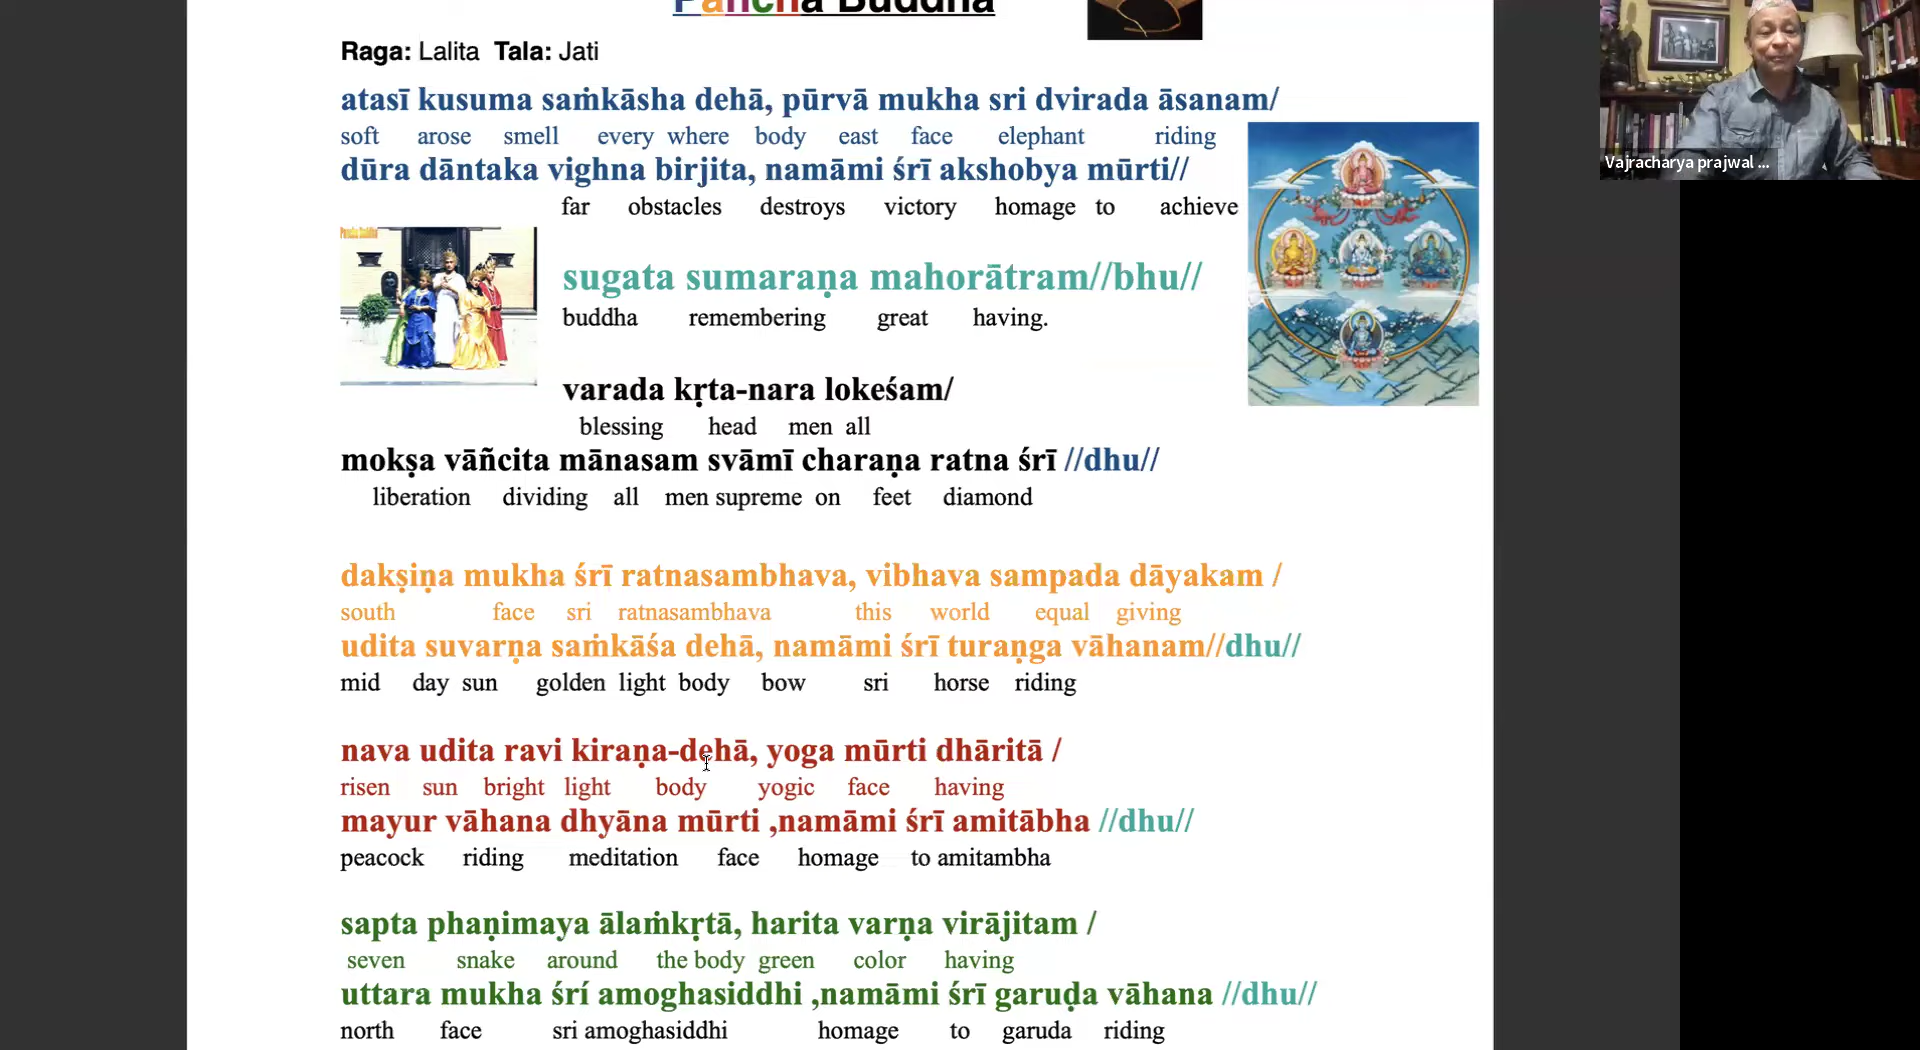 Pancha Buddha
Raga: Lalita Tala: Jati
atasī kusuma saṁkāsha dehā, pūrvā mukha sri dvirada āsanam/
soft arose smell every where body east face elephant riding
dūra dāntaka vighna birjita, namāmi śrī akshobya mūrti//
far obstacles destroys victory homage to achieve
Pancha Buddha
sugata sumaraṇa mahorātram//bhu//
buddha remembering great having.
varada kṛta-nara lokeśam/
blessing head men all
mokṣa vāñcita mānasam svāmī charaṇa ratna śrī //dhu//
liberation dividing all men supreme on feet diamond
dakṣiṇa mukha śrī ratnasambhava, vibhava sampada dāyakam /
south face sri ratnasambhava this world equal giving
udita suvarṇa saṁkāśa dehā, namāmi śrī turaṇga vāhanam//dhu//
mid day sun golden light body bow sri horse riding
nava udita ravi kiraṇa-dehā, yoga mūrti dhāritā /
risen sun bright light body yogic face having
mayur vāhana dhyāna mūrti ,namāmi śrī amitābha //dhu//
peacock riding meditation face homage to amitambha
sapta phaṇimaya ālaṁkṛtā, harita varṇa virājitam /
seven snake around the body green color having
uttara mukha śrí amoghasiddhi ,namāmi śrī garuḍa vāhana //dhu//
north face sri amoghasiddhi homage to garuda riding
Vajracharya prajwal ...